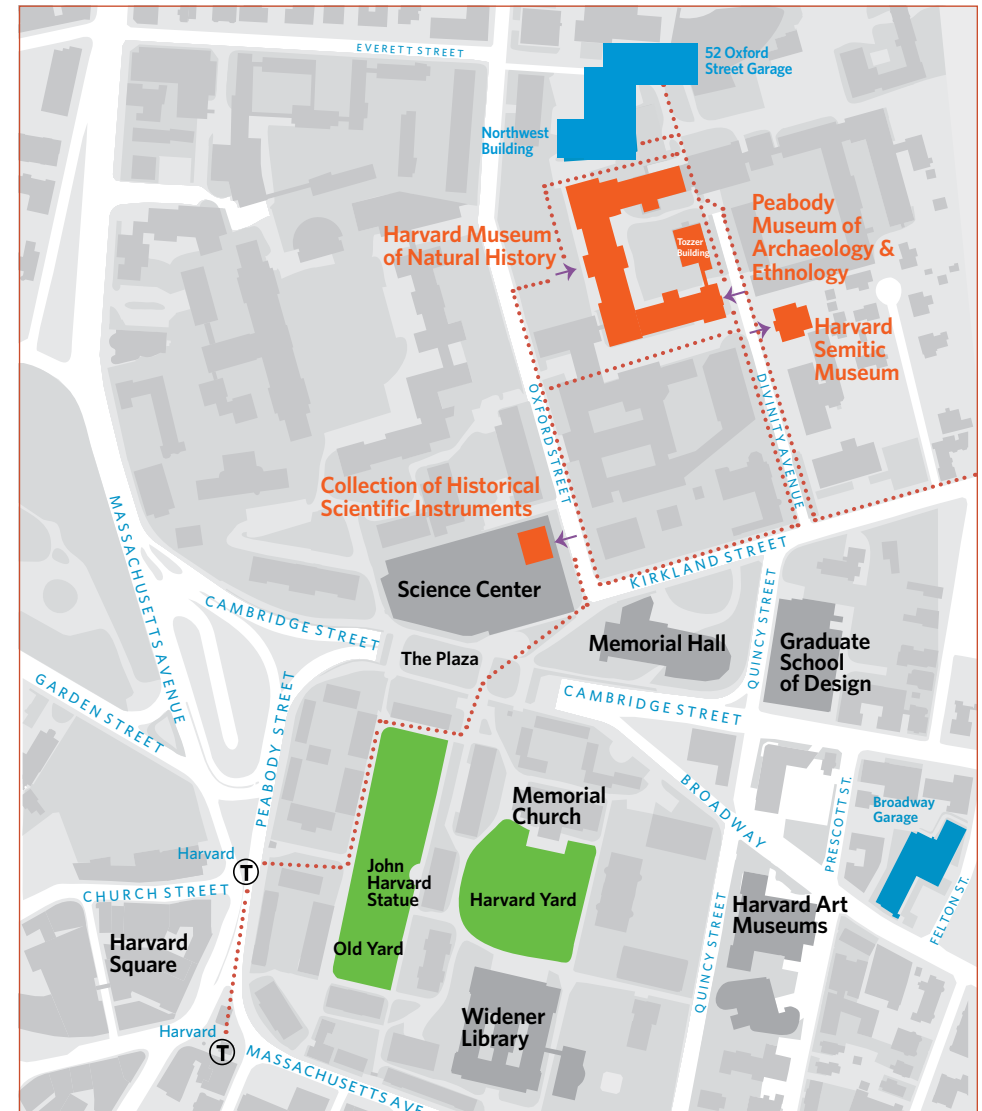 EVERETT STREET
52 Oxford
Street Garage
Northwest
Building
Peabody
Museum of
Archaeology &
Ethnology
Harvard Museum
of Natural History
Tozzer
Building
Harvard
Semitic
Museum
OXFORD STREET
DIVINITY AVENUE
Collection of Historical
Scientific Instruments
MASSACHUSETTS AVENUE
Science Center
KIRKLAND STREET
CAMBRIDGE STREET
The Plaza
Memorial Hall
QUINCY STREET
Graduate
School
of Design
GARDEN STREET
PEABODY STREET
CAMBRIDGE STREET
BROADWAY
PRESCOTT ST.
Memorial
Church
Broadway
Garage
Harvard
T
John
Harvard
Statue
CHURCH STREET
Harvard Yard
Harvard Art
Museums
FELTON ST.
Harvard
Square
Old Yard
QUINCY STREET
Widener
Library
Harvard
T
MASSACHUSETTS AVE